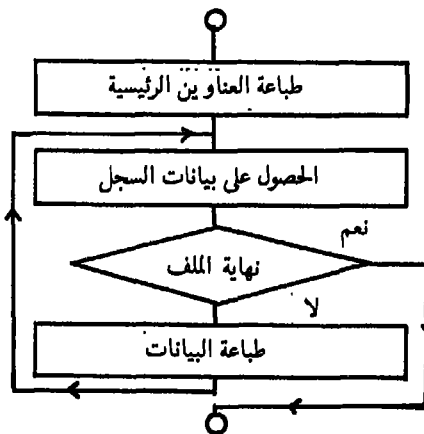 طباعة العناوين الرئيسية
الحصول على بيانات السجل
نعم
نهاية الملف
لا
طباعة البيانات